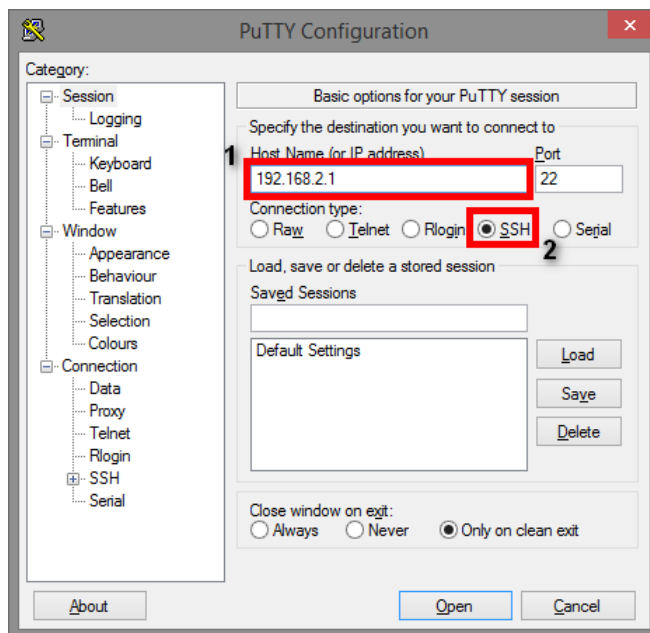 PuTTY Configuration
Category:
Session
Logging
Terminal
Keyboard
Bell
Features
Window
Appearance
Behaviour
Translation
Selection
Colours
Connection
Data
Proxy
Telnet
Rlogin
SSH
Serial
Basic options for your PuTTY session
Specify the destination you want to connect to
1 Host Name (or IP address) Port
192.168.2.1 22
Connection type:
Raw Telnet Rlogin SSH Serial
2
Load, save or delete a stored session
Saved Sessions
Default Settings
Load
Save
Delete
Close window on exit:
Always Never Only on clean exit
About Open Cancel